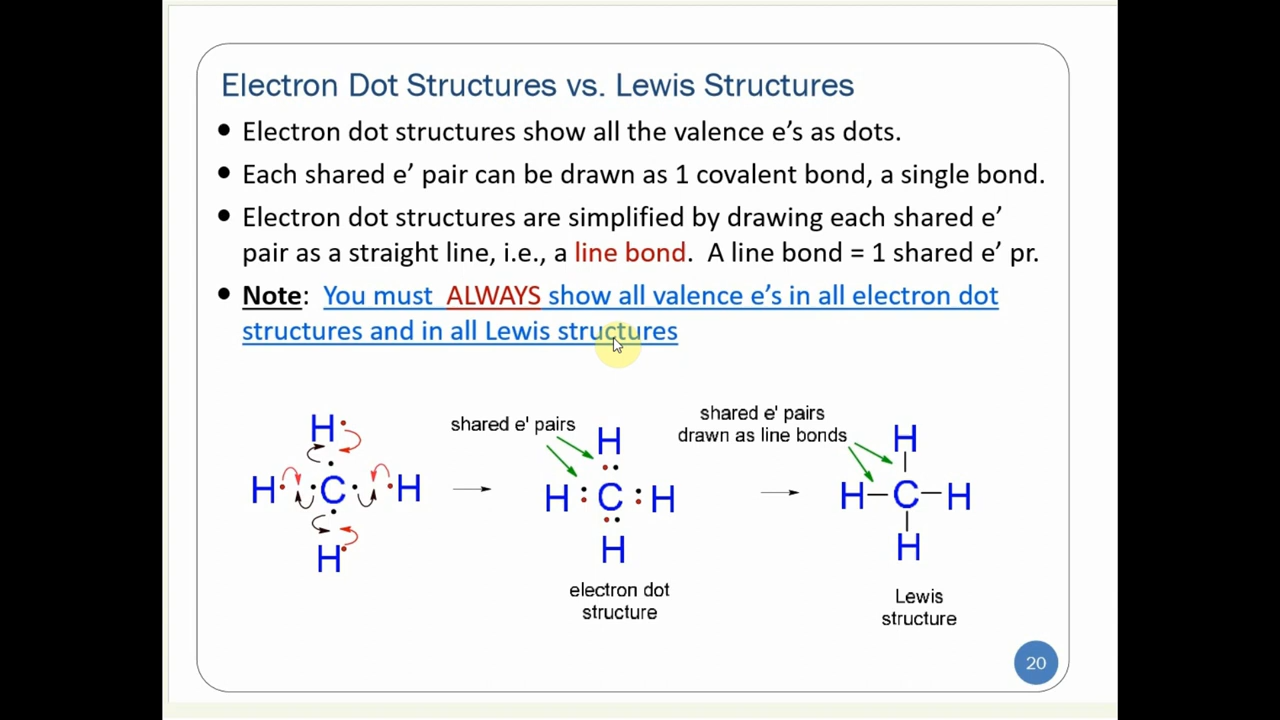 Electron Dot Structures vs. Lewis Structures
• Electron dot structures show all the valence e's as dots.
• Each shared e' pair can be drawn as 1 covalent bond, a single bond.
• Electron dot structures are simplified by drawing each shared e'
pair as a straight line, i.e., a line bond. A line bond = 1 shared e' pr.
• Note: You must ALWAYS show all valence e's in all electron dot
structures and in all Lewis structures
H
H C H
H
shared e' pairs
H
H : C : H
H
electron dot
structure
shared e' pairs
drawn as line bonds
H
H – C – H
H
Lewis
structure
20